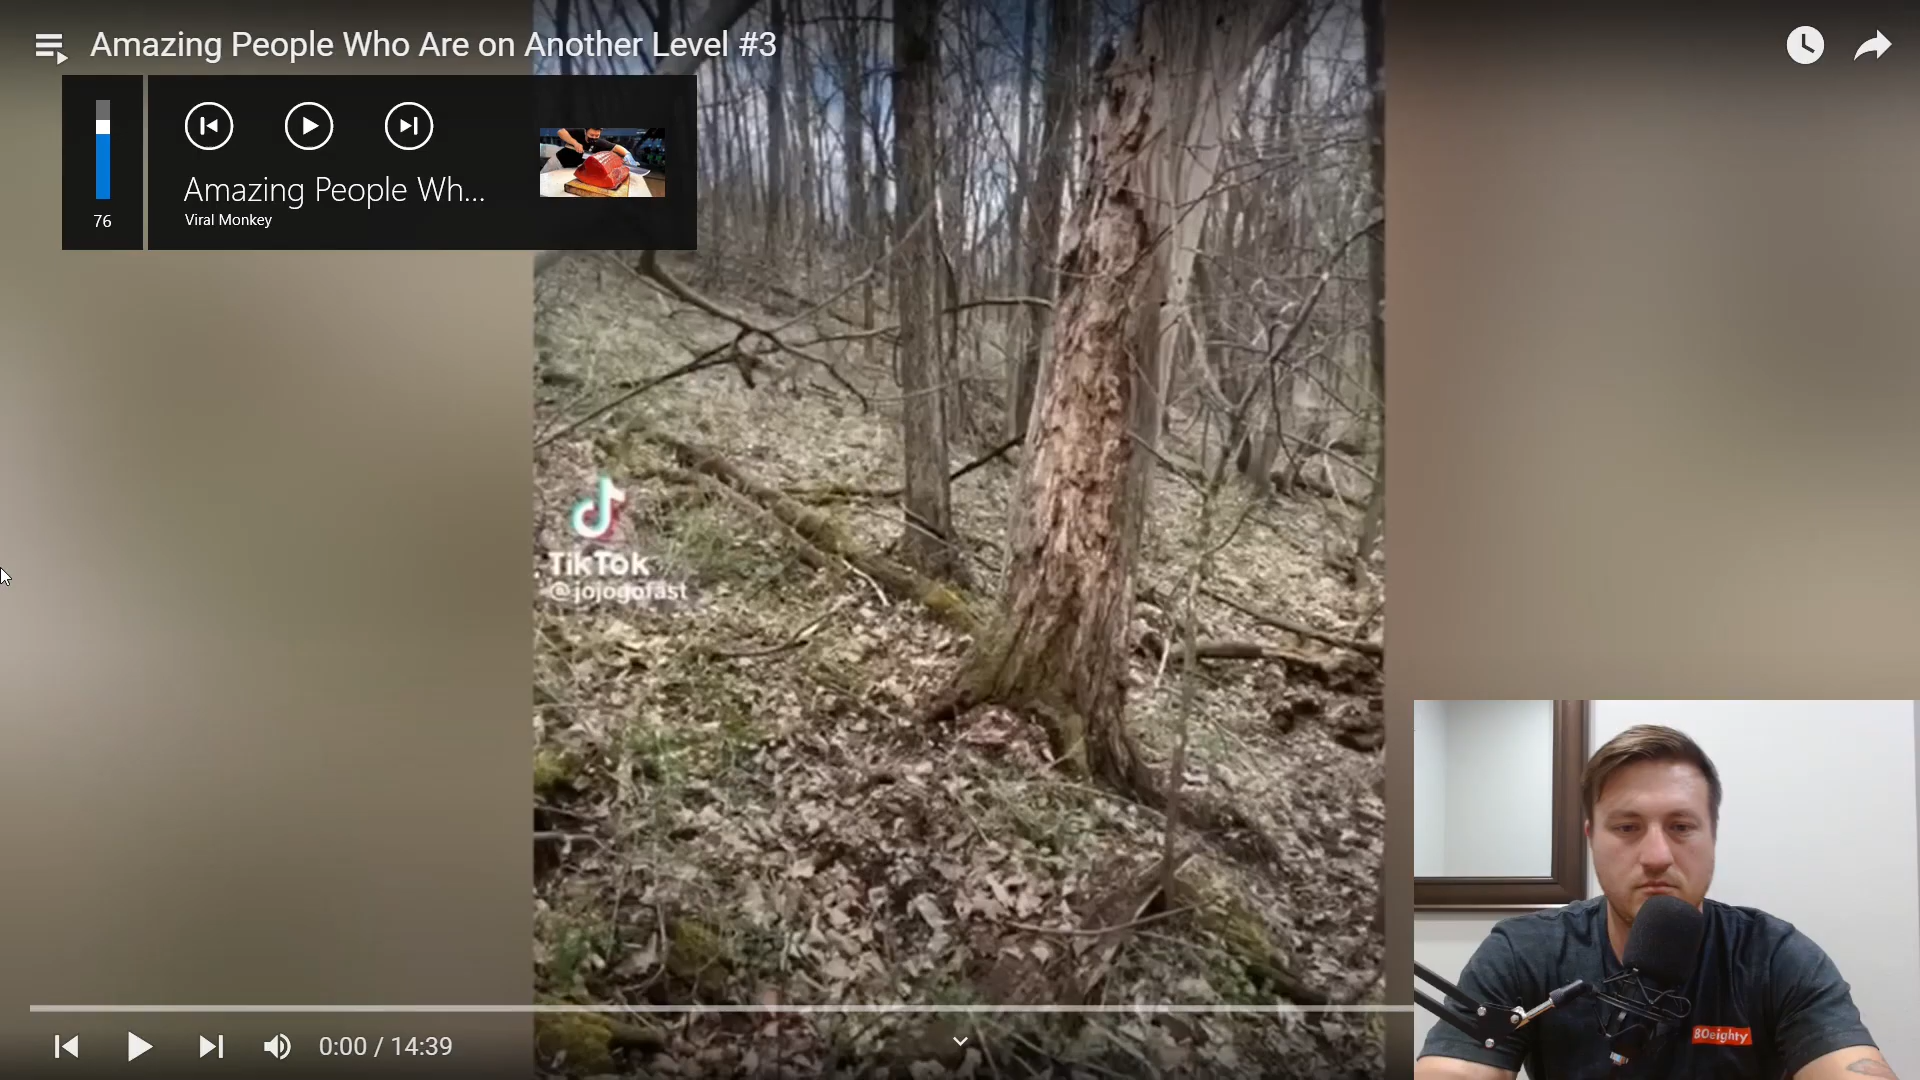 Amazing People Who Are on Another Level #3
Amazing People Wh...
Viral Monkey
76
TikTok
@jojogofast
80eighty
0:00 / 14:39